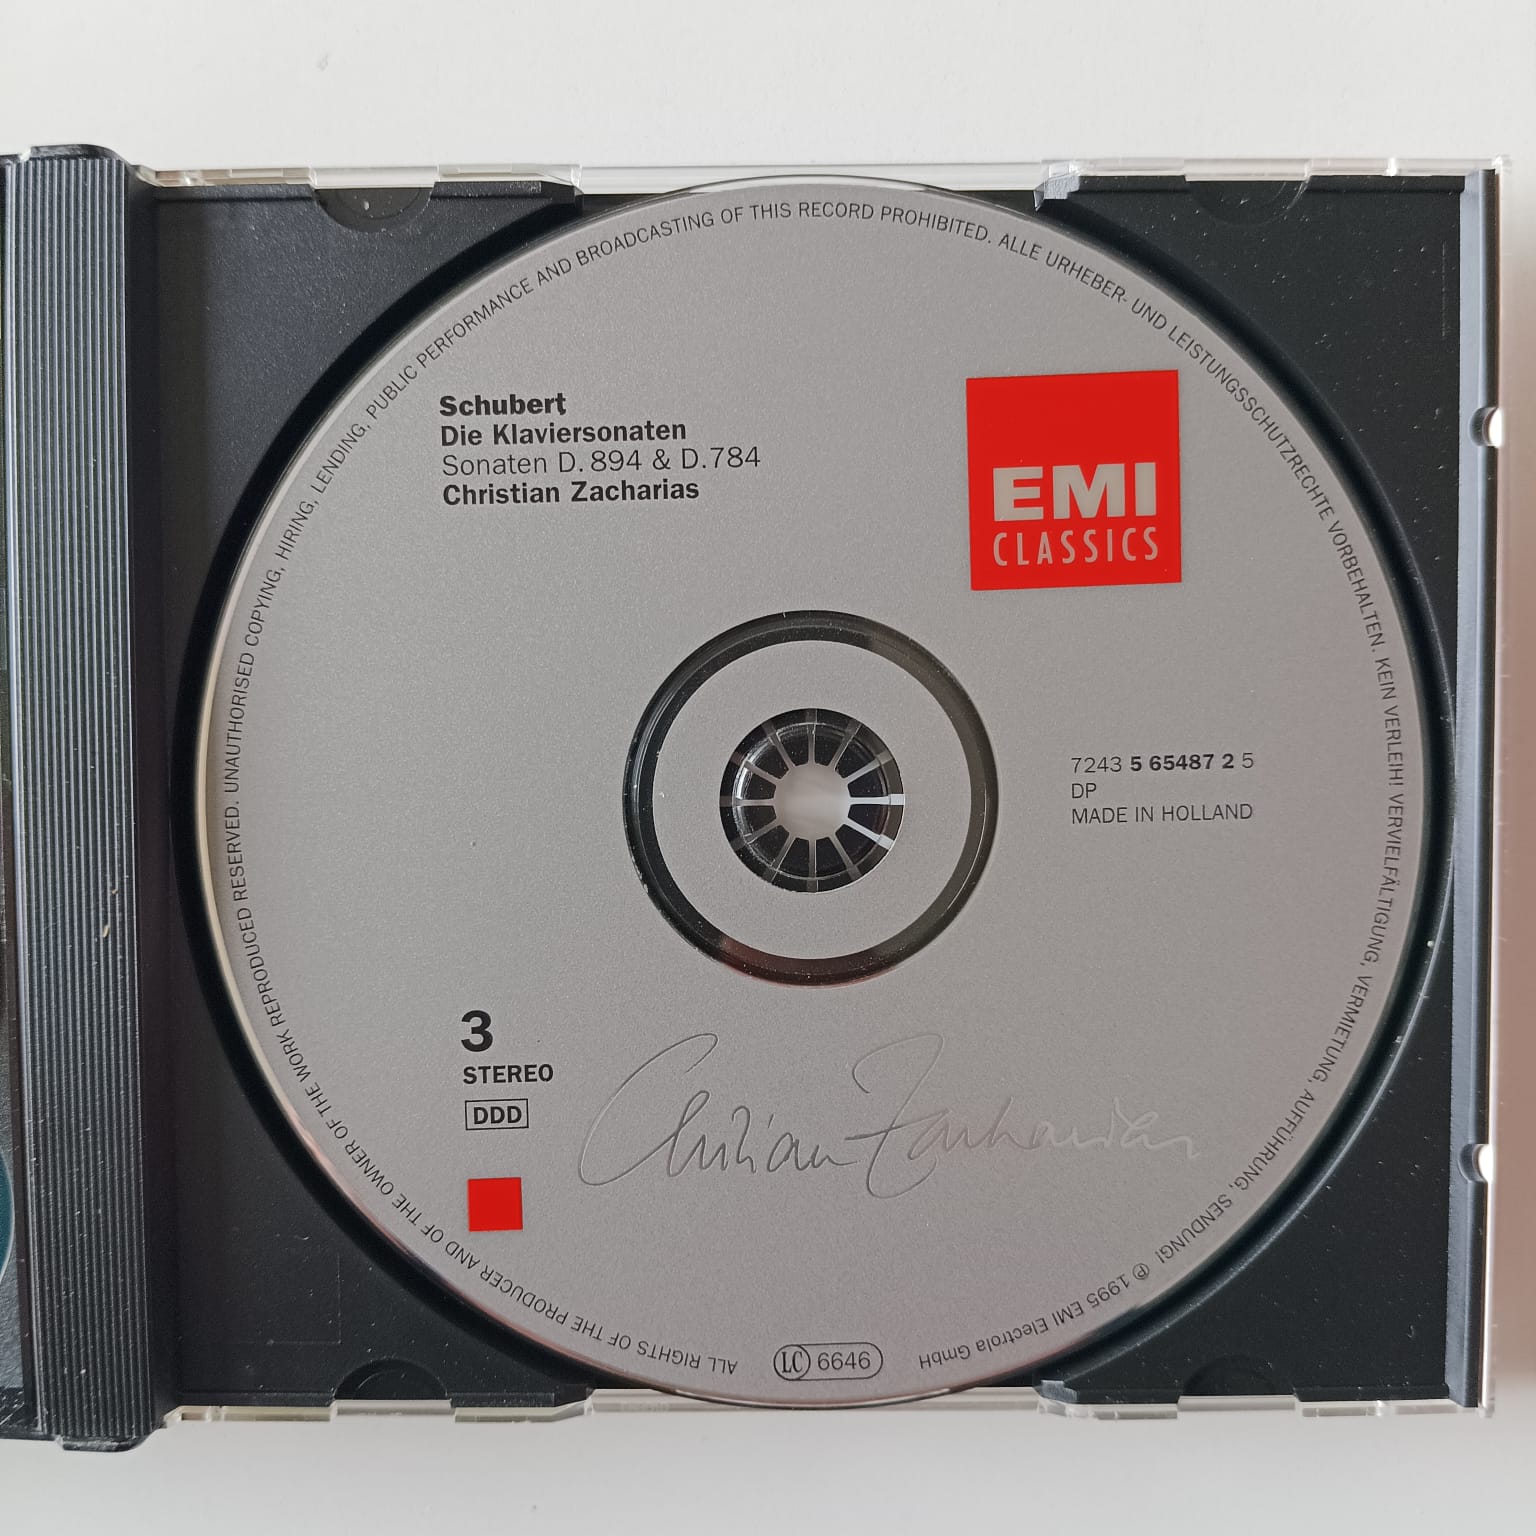 Schubert
Die Klaviersonaten
Sonaten D. 894 & D.784
Christian Zacharias
EMI
CLASSICS
7243 5 65487 2 5
DP
MADE IN HOLLAND
3
STEREO
DDD
Christian Zacharias
ALL RIGHTS OF THE PRODUCER AND OF THE OWNER OF THE WORK REPRODUCED RESERVED. UNAUTHORISED COPYING, HIRING, LENDING, PUBLIC PERFORMANCE AND BROADCASTING OF THIS RECORD PROHIBITED. ALLE URHEBER- UND LEISTUNGSSCHUTZRECHTE VORBEHALTEN. KEIN VERLEIH! VERVIELFÄLTIGUNG, VERMIETUNG, AUFFÜHRUNG, SENDUNG! ℗ 1995 EMI Electrola GmbH
LC 6646